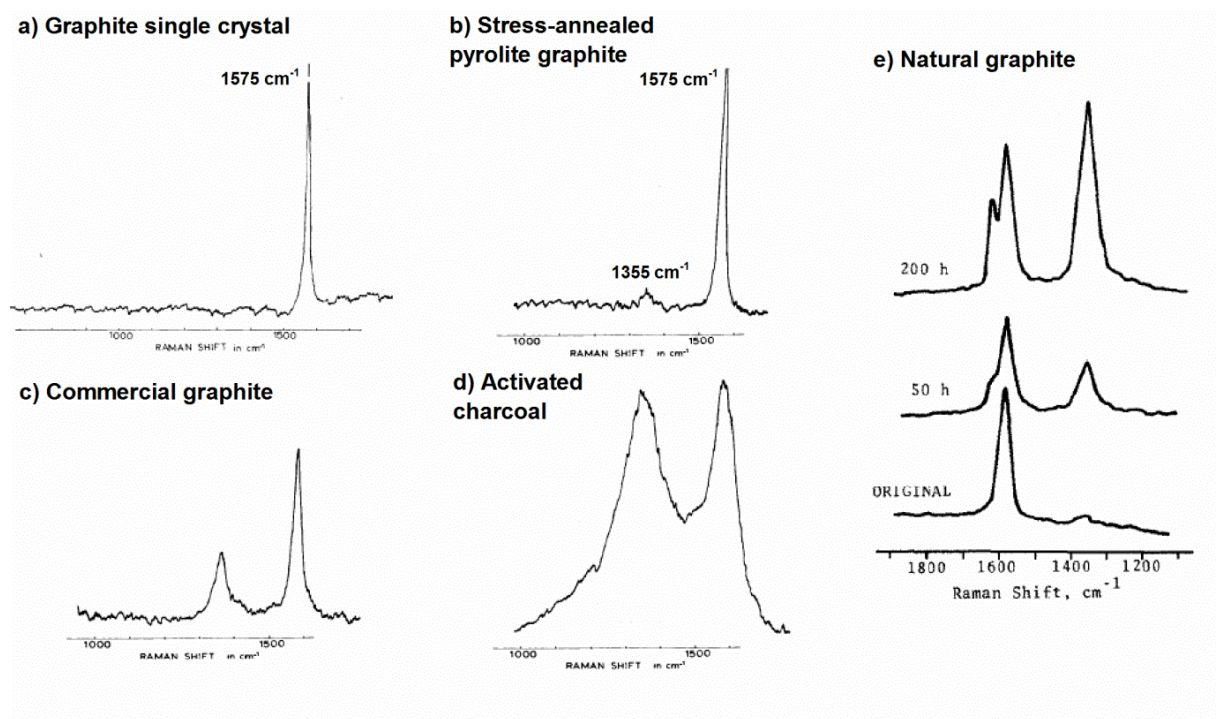 a) Graphite single crystal
1575 cm-1
1000 1500
RAMAN SHIFT in cm-1
b) Stress-annealed
pyrolite graphite
1575 cm-1
1355 cm-1
1000 1500
RAMAN SHIFT in cm-1
c) Commercial graphite
1000 1500
RAMAN SHIFT in cm-1
d) Activated
charcoal
1000 1500
RAMAN SHIFT in cm-1
e) Natural graphite
200 h
50 h
ORIGINAL
1800 1600 1400 1200
Raman Shift, cm-1